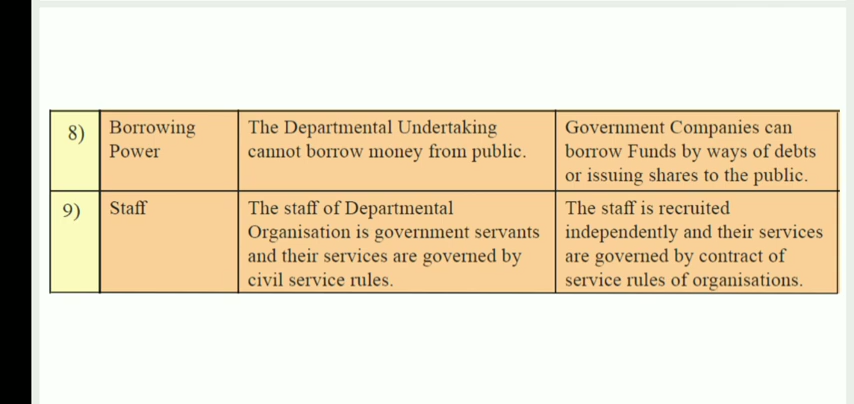 8) Borrowing Power
The Departmental Undertaking
cannot borrow money from public.
Government Companies can
borrow Funds by ways of debts
or issuing shares to the public.
9) Staff
The staff of Departmental
Organisation is government servants
and their services are governed by
civil service rules.
The staff is recruited
independently and their services
are governed by contract of
service rules of organisations.